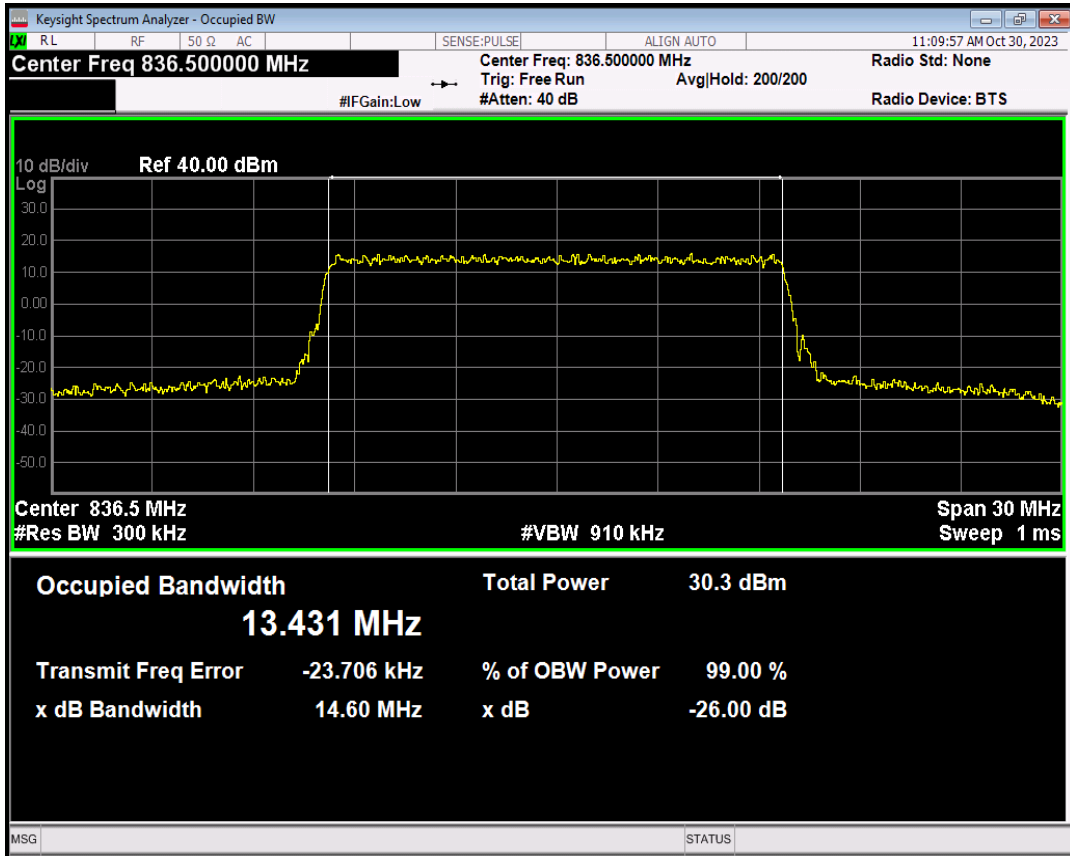 Keysight Spectrum Analyzer - Occupied BW
LXI RL RF 50 Ω AC SENSE:PULSE ALIGN AUTO 11:09:57 AM Oct 30, 2023
Center Freq 836.500000 MHz Center Freq: 836.500000 MHz Radio Std: None
Trig: Free Run Avg|Hold: 200/200
#IFGain:Low #Atten: 40 dB Radio Device: BTS
10 dB/div Ref 40.00 dBm
Log
30.0
20.0
10.0
0.00
-10.0
-20.0
-30.0
-40.0
-50.0
Center 836.5 MHz Span 30 MHz
#Res BW 300 kHz #VBW 910 kHz Sweep 1 ms
Occupied Bandwidth Total Power 30.3 dBm
13.431 MHz
Transmit Freq Error -23.706 kHz % of OBW Power 99.00 %
x dB Bandwidth 14.60 MHz x dB -26.00 dB
MSG STATUS